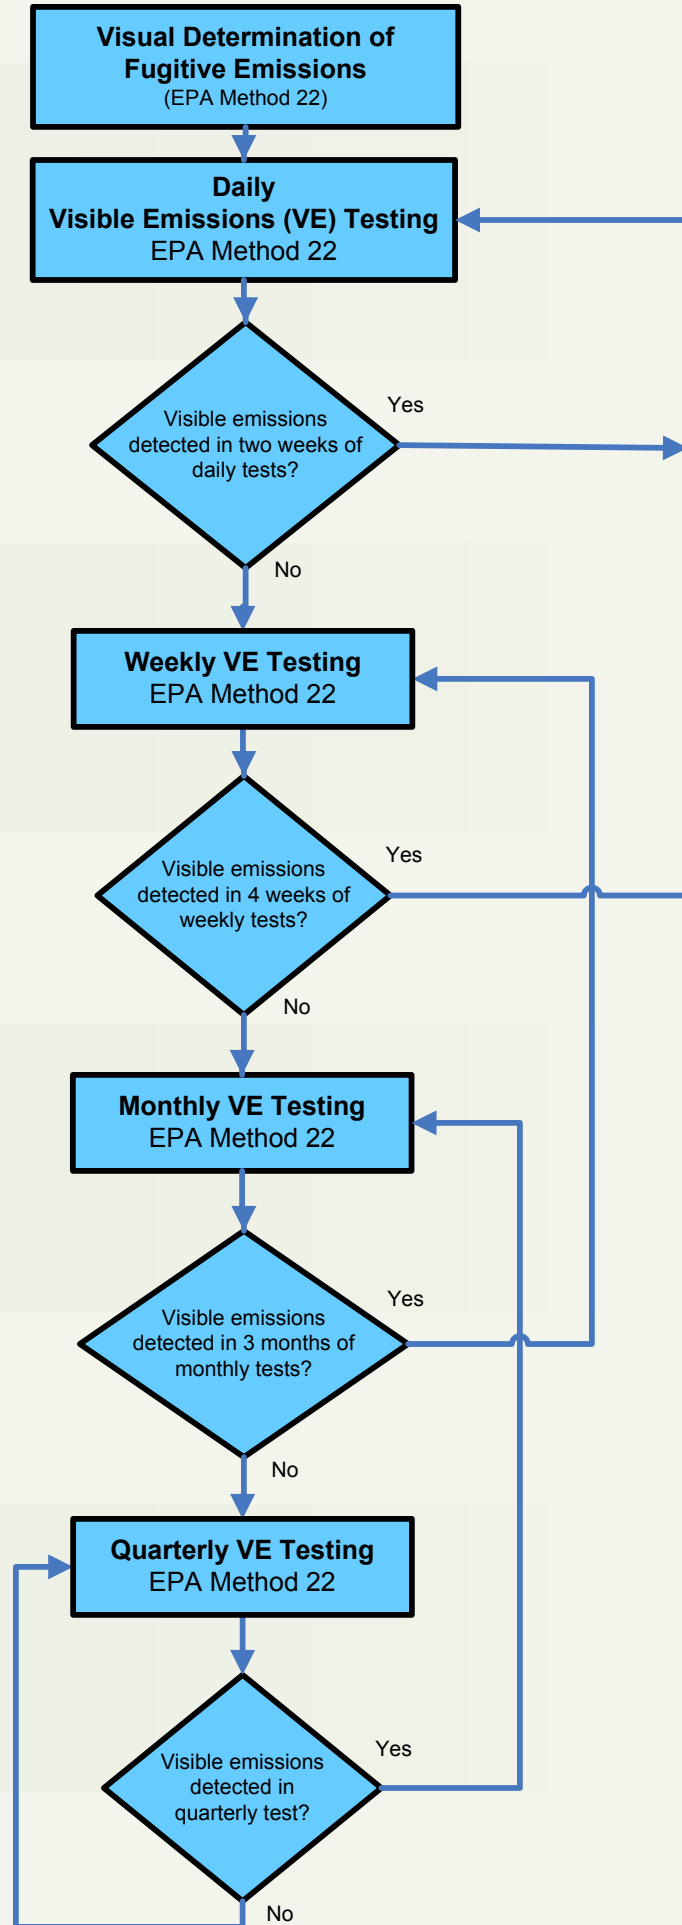 Visual Determination of
Fugitive Emissions
(EPA Method 22)
Daily
Visible Emissions (VE) Testing
EPA Method 22
Visible emissions
detected in two weeks of
daily tests?
Yes
No
Weekly VE Testing
EPA Method 22
Visible emissions
detected in 4 weeks of
weekly tests?
Yes
No
Monthly VE Testing
EPA Method 22
Visible emissions
detected in 3 months of
monthly tests?
Yes
No
Quarterly VE Testing
EPA Method 22
Visible emissions
detected in
quarterly test?
Yes
No